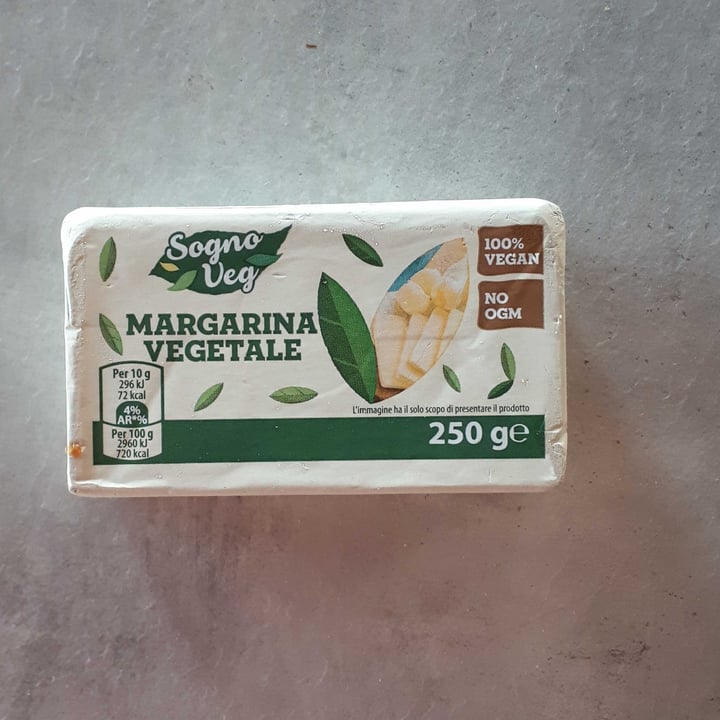 Sogno
Veg
MARGARINA
VEGETALE
100%
VEGAN
NO
OGM
Per 10 g
296 kJ
72 kcal
4%
AR*%
Per 100 g
2960 kJ
720 kcal
L'immagine ha il solo scopo di presentare il prodotto
250 g℮